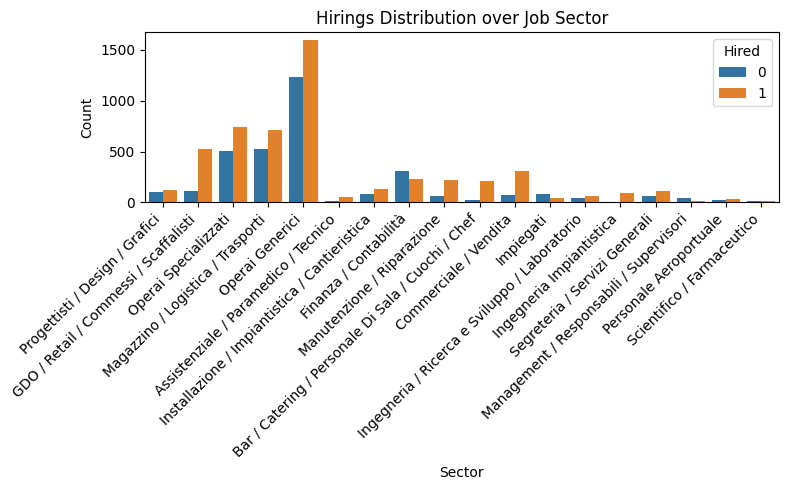 Hirings Distribution over Job Sector
Hired
0
1
Count
1500
1000
500
0
Progettisti / Design / Grafici
GDO / Retail / Commessi / Scaffalisti
Operai Specializzati
Magazzino / Logistica / Trasporti
Operai Generici
Assistenziale / Paramedico / Tecnico
Installazione / Impiantistica / Cantieristica
Finanza / Contabilità
Manutenzione / Riparazione
Bar / Catering / Personale Di Sala / Cuochi / Chef
Commerciale / Vendita
Impiegati
Ingegneria / Ricerca e Sviluppo / Laboratorio
Ingegneria Impiantistica
Segreteria / Servizi Generali
Management / Responsabili / Supervisori
Personale Aeroportuale
Scientifico / Farmaceutico
Sector